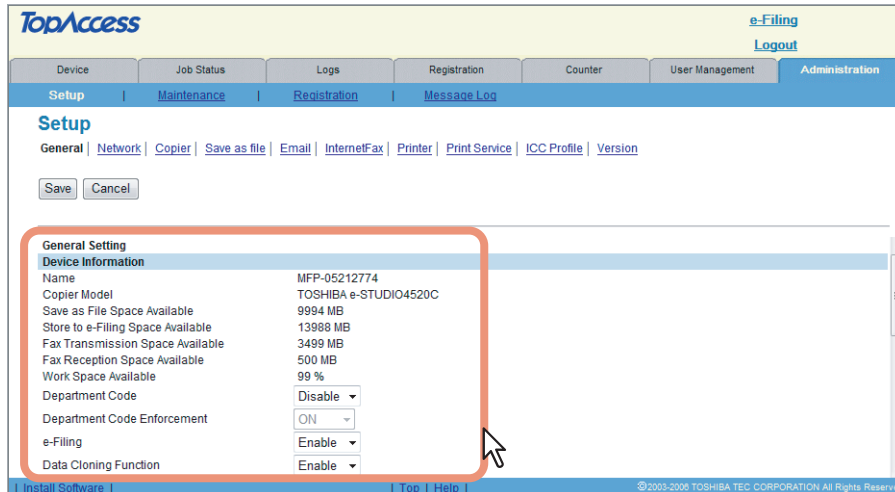 TopAccess
e-Filing
Logout
Device Job Status Logs Registration Counter User Management Administration
Setup | Maintenance | Registration | Message Log
Setup
General | Network | Copier | Save as file | Email | InternetFax | Printer | Print Service | ICC Profile | Version
Save Cancel
General Setting
Device Information
Name MFP-05212774
Copier Model TOSHIBA e-STUDIO4520C
Save as File Space Available 9994 MB
Store to e-Filing Space Available 13988 MB
Fax Transmission Space Available 3499 MB
Fax Reception Space Available 500 MB
Work Space Available 99 %
Department Code Disable
Department Code Enforcement ON
e-Filing Enable
Data Cloning Function Enable
| Install Software | | Top | Help | ©2003-2006 TOSHIBA TEC CORPORATION All Rights Reserve